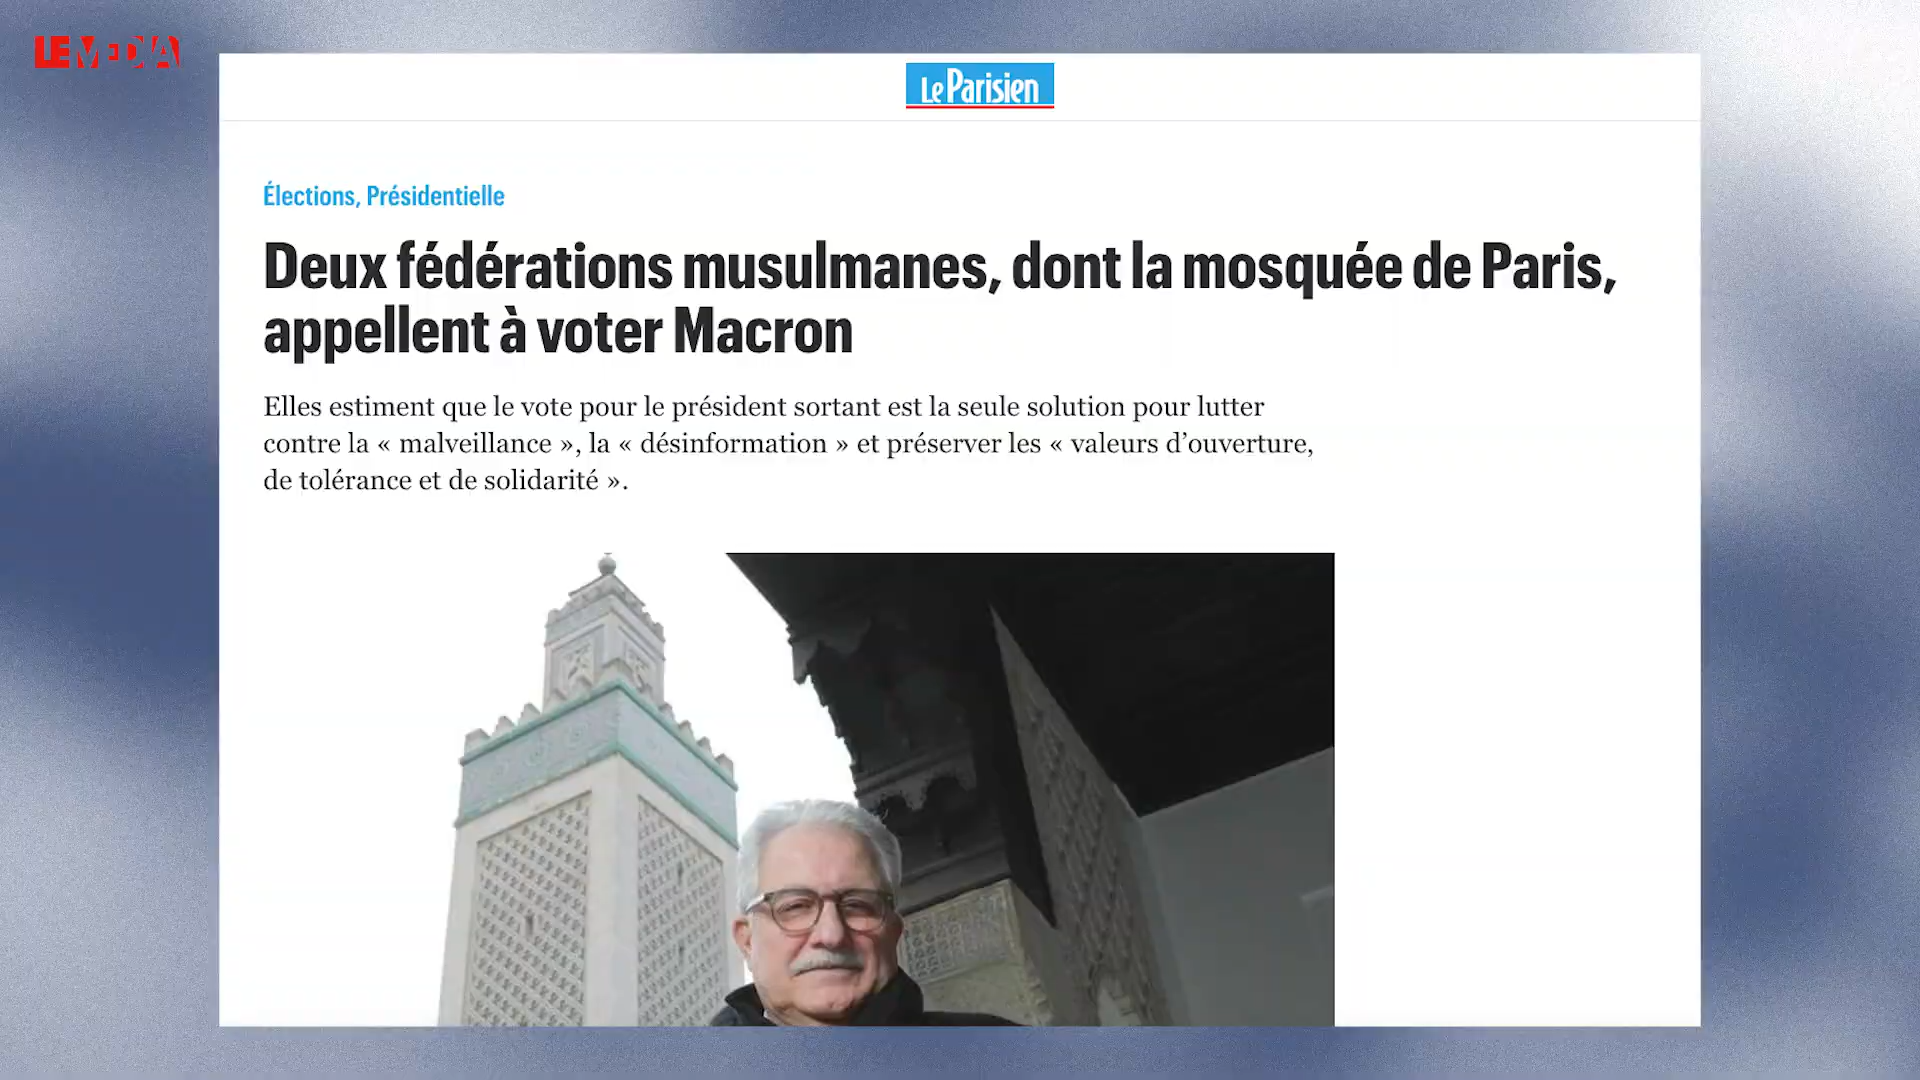 LE MEDIA
Le Parisien
Élections, Présidentielle
Deux fédérations musulmanes, dont la mosquée de Paris,
appellent à voter Macron
Elles estiment que le vote pour le président sortant est la seule solution pour lutter
contre la « malveillance », la « désinformation » et préserver les « valeurs d’ouverture,
de tolérance et de solidarité ».